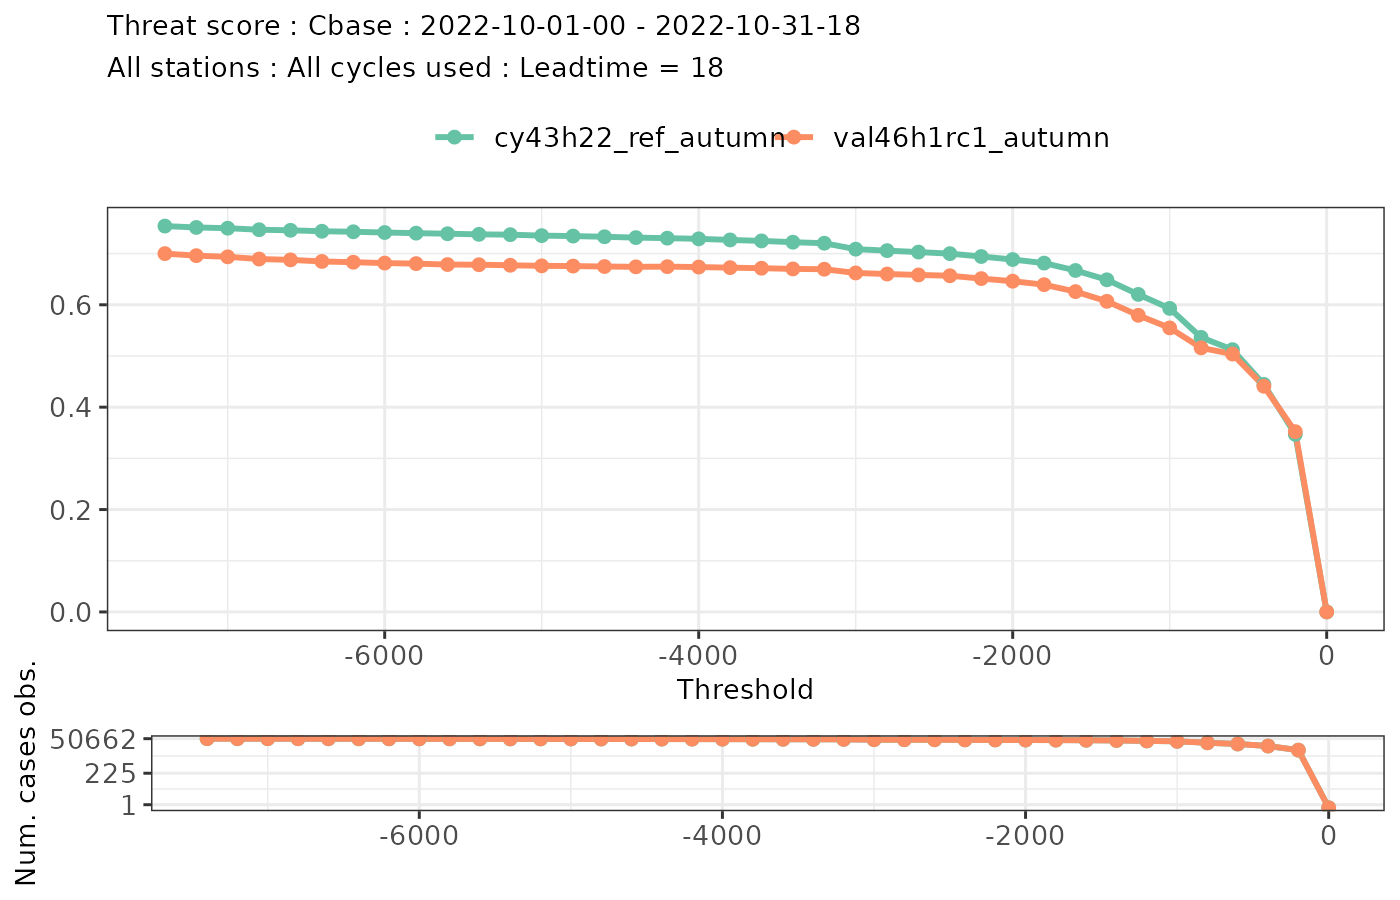 Threat score : Cbase : 2022-10-01-00 - 2022-10-31-18
All stations : All cycles used : Leadtime = 18
cy43h22_ref_autumn val46h1rc1_autumn
0.6
0.4
0.2
0.0
-6000 -4000 -2000 0
Threshold
Num. cases obs.
50662
225
1
-6000 -4000 -2000 0